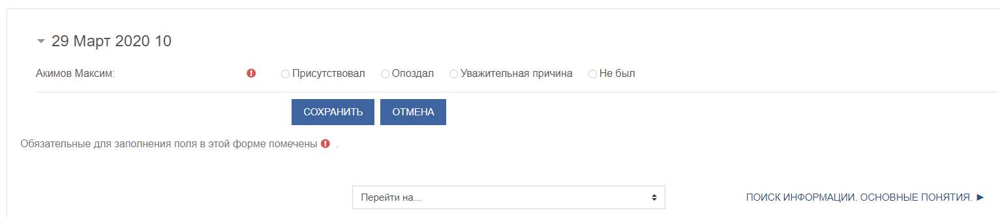 29 Март 2020 10
Акимов Максим: Присутствовал Опоздал Уважительная причина Не был
СОХРАНИТЬ ОТМЕНА
Обязательные для заполнения поля в этой форме помечены .
Перейти на... ПОИСК ИНФОРМАЦИИ. ОСНОВНЫЕ ПОНЯТИЯ. ►